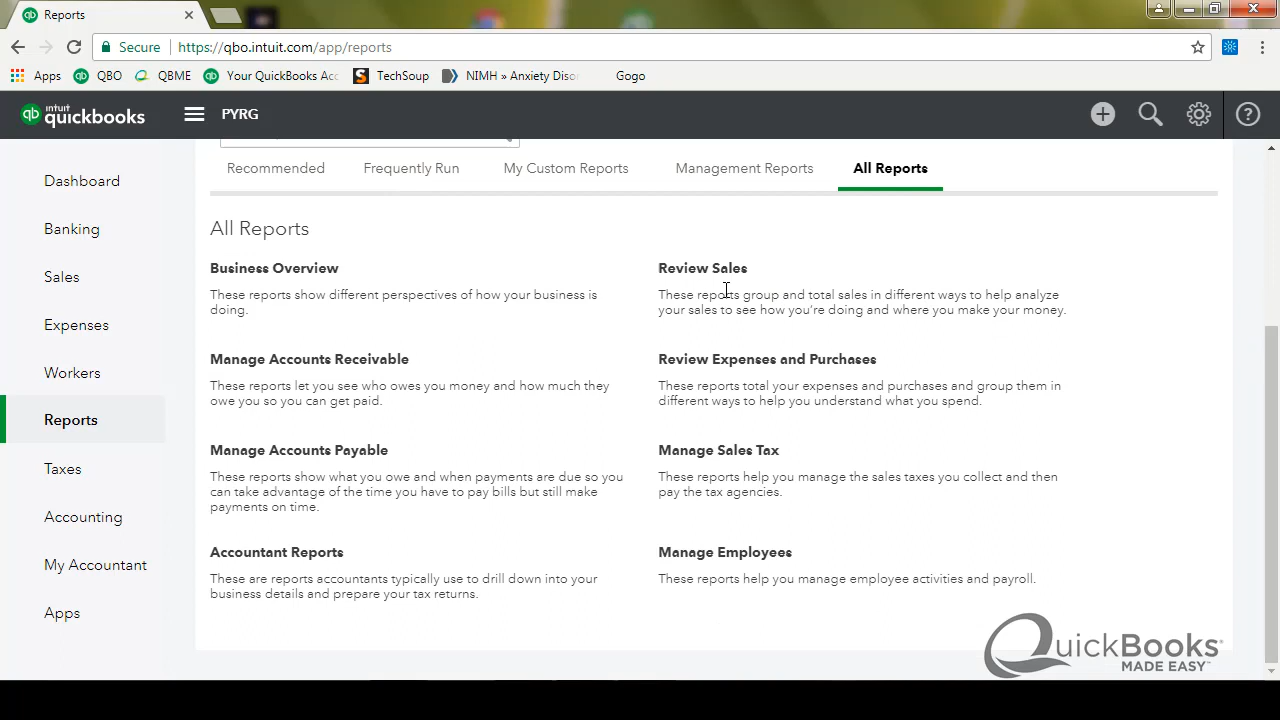 Reports
Secure https://qbo.intuit.com/app/reports
Apps QBO QBME Your QuickBooks Acc TechSoup NIMH » Anxiety Disor Gogo
intuit
quickbooks PYRG
Recommended Frequently Run My Custom Reports Management Reports All Reports
Dashboard
Banking
Sales
Expenses
Workers
Reports
Taxes
Accounting
My Accountant
Apps
All Reports
Business Overview
These reports show different perspectives of how your business is
doing.
Review Sales
These reports group and total sales in different ways to help analyze
your sales to see how you're doing and where you make your money.
Manage Accounts Receivable
These reports let you see who owes you money and how much they
owe you so you can get paid.
Review Expenses and Purchases
These reports total your expenses and purchases and group them in
different ways to help you understand what you spend.
Manage Accounts Payable
These reports show what you owe and when payments are due so you
can take advantage of the time you have to pay bills but still make
payments on time.
Manage Sales Tax
These reports help you manage the sales taxes you collect and then
pay the tax agencies.
Accountant Reports
These are reports accountants typically use to drill down into your
business details and prepare your tax returns.
Manage Employees
These reports help you manage employee activities and payroll.
QuickBooks
MADE EASY™